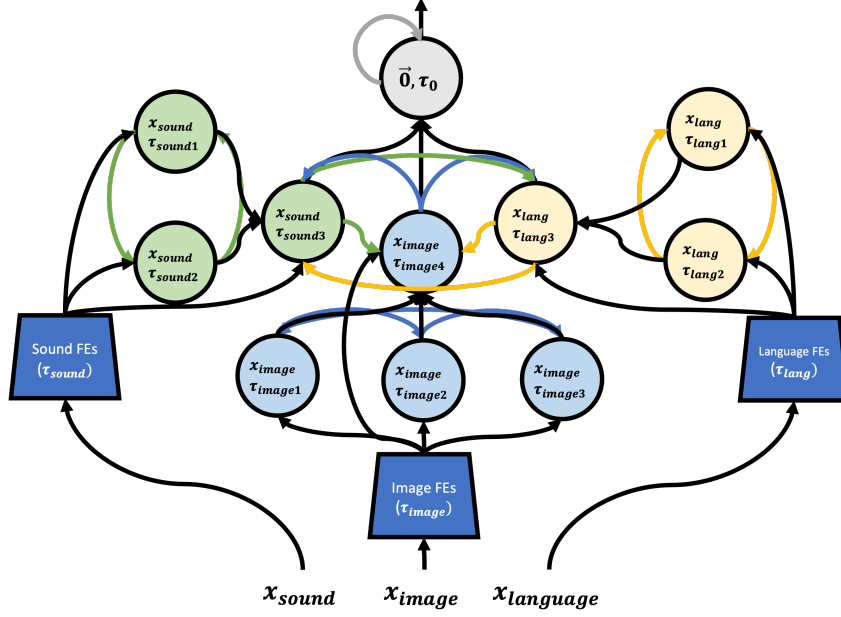 0⃗, τ₀
x_sound
τ_sound1
x_lang
τ_lang1
x_sound
τ_sound3
x_lang
τ_lang3
x_sound
τ_sound2
x_image
τ_image4
x_lang
τ_lang2
Sound FEs
(τ_sound)
Language FEs
(τ_lang)
x_image
τ_image1
x_image
τ_image2
x_image
τ_image3
Image FEs
(τ_image)
x_sound
x_image
x_language